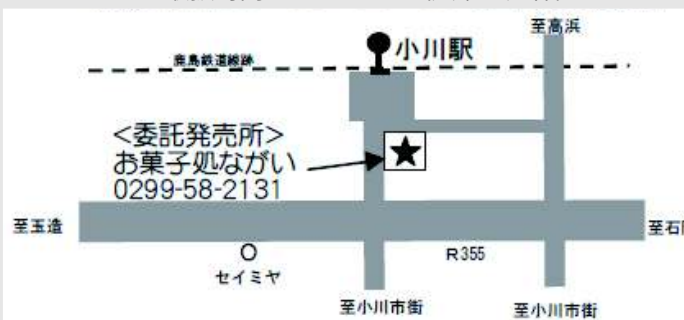 至高浜
小川駅
鹿島鉄道線跡
<委託発売所>
お菓子処ながい
0299-58-2131
至玉造
至石
R355
セイミヤ
至小川市街
至小川市街